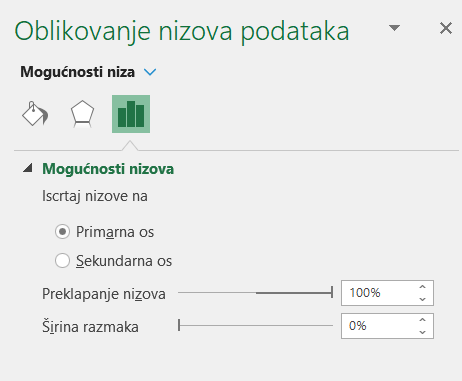 Oblikovanje nizova podataka
Mogućnosti niza
Mogućnosti nizova
Iscrtaj nizove na
Primarna os
Sekundarna os
Preklapanje nizova 100%
Širina razmaka 0%